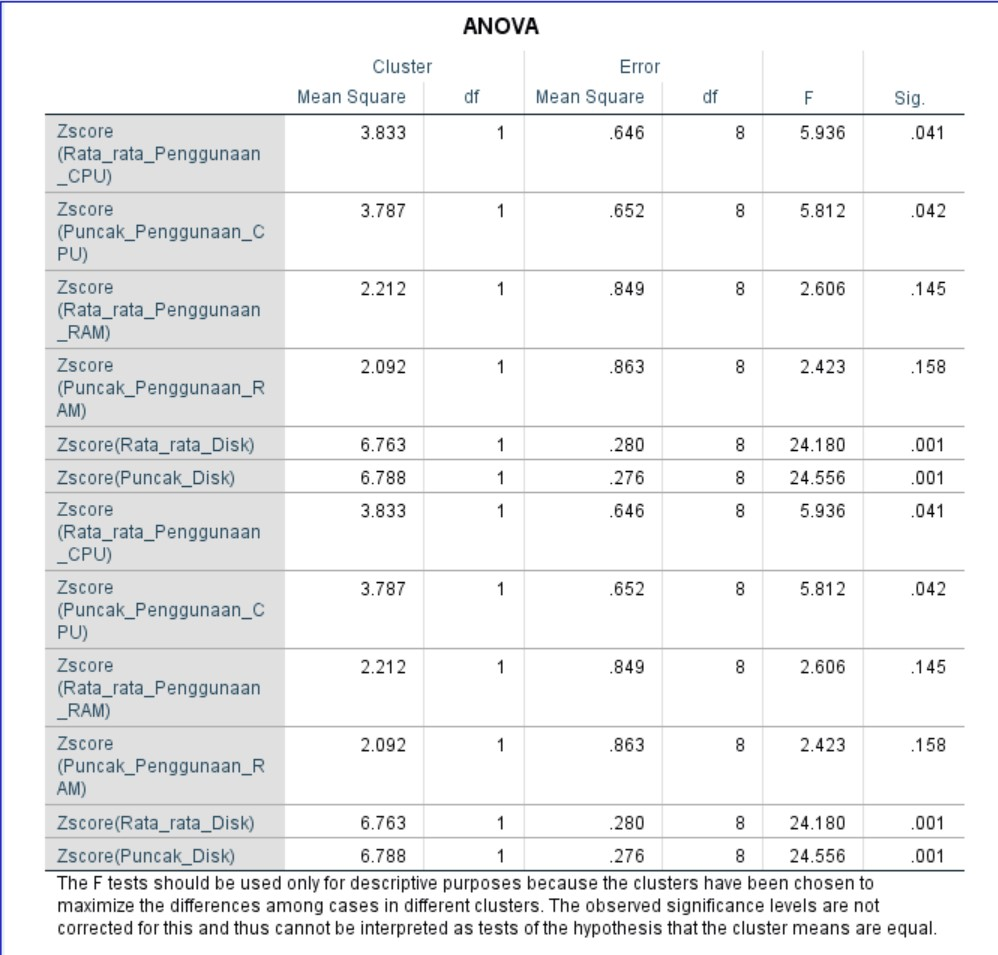 ANOVA
Cluster Error
Mean Square df Mean Square df F Sig.
Zscore 3.833 1 .646 8 5.936 .041
(Rata_rata_Penggunaan
_CPU)
Zscore 3.787 1 .652 8 5.812 .042
(Puncak_Penggunaan_C
PU)
Zscore 2.212 1 .849 8 2.606 .145
(Rata_rata_Penggunaan
_RAM)
Zscore 2.092 1 .863 8 2.423 .158
(Puncak_Penggunaan_R
AM)
Zscore(Rata_rata_Disk) 6.763 1 .280 8 24.180 .001
Zscore(Puncak_Disk) 6.788 1 .276 8 24.556 .001
Zscore 3.833 1 .646 8 5.936 .041
(Rata_rata_Penggunaan
_CPU)
Zscore 3.787 1 .652 8 5.812 .042
(Puncak_Penggunaan_C
PU)
Zscore 2.212 1 .849 8 2.606 .145
(Rata_rata_Penggunaan
_RAM)
Zscore 2.092 1 .863 8 2.423 .158
(Puncak_Penggunaan_R
AM)
Zscore(Rata_rata_Disk) 6.763 1 .280 8 24.180 .001
Zscore(Puncak_Disk) 6.788 1 .276 8 24.556 .001
The F tests should be used only for descriptive purposes because the clusters have been chosen to
maximize the differences among cases in different clusters. The observed significance levels are not
corrected for this and thus cannot be interpreted as tests of the hypothesis that the cluster means are equal.